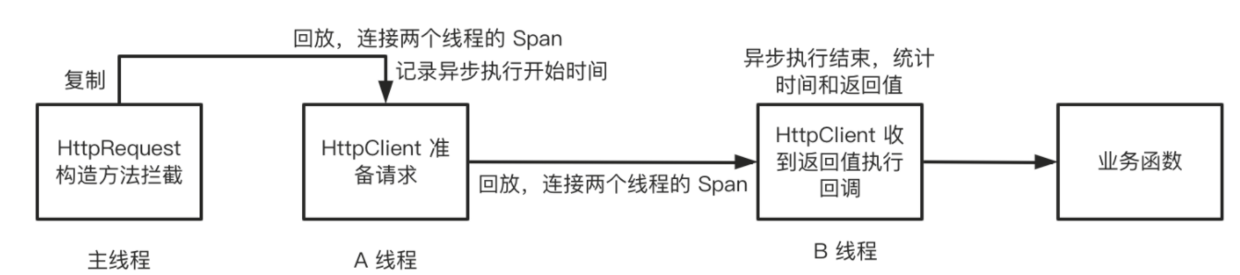 回放，连接两个线程的 Span
复制
记录异步执行开始时间
异步执行结束，统计
时间和返回值
HttpRequest
构造方法拦截
HttpClient 准
备请求
回放，连接两个线程的 Span
HttpClient 收
到返回值执行
回调
业务函数
主线程
A 线程
B 线程